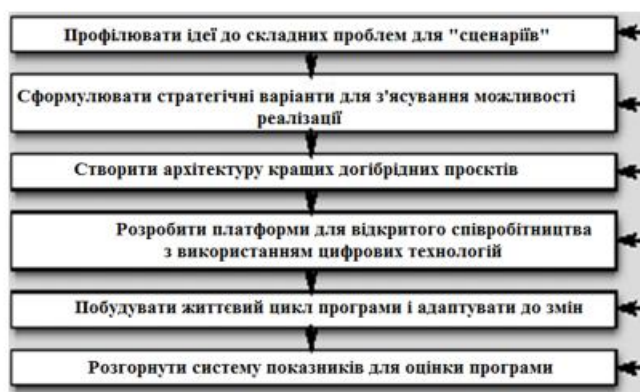 Профілювати ідеї до складних проблем для "сценаріїв"
Сформулювати стратегічні варіанти для з'ясування можливості
реалізації
Створити архітектуру кращих догібрідних проєктів
Розробити платформи для відкритого співробітництва
з використанням цифрових технологій
Побудувати життєвий цикл програми і адаптувати до змін
Розгорнути систему показників для оцінки програми